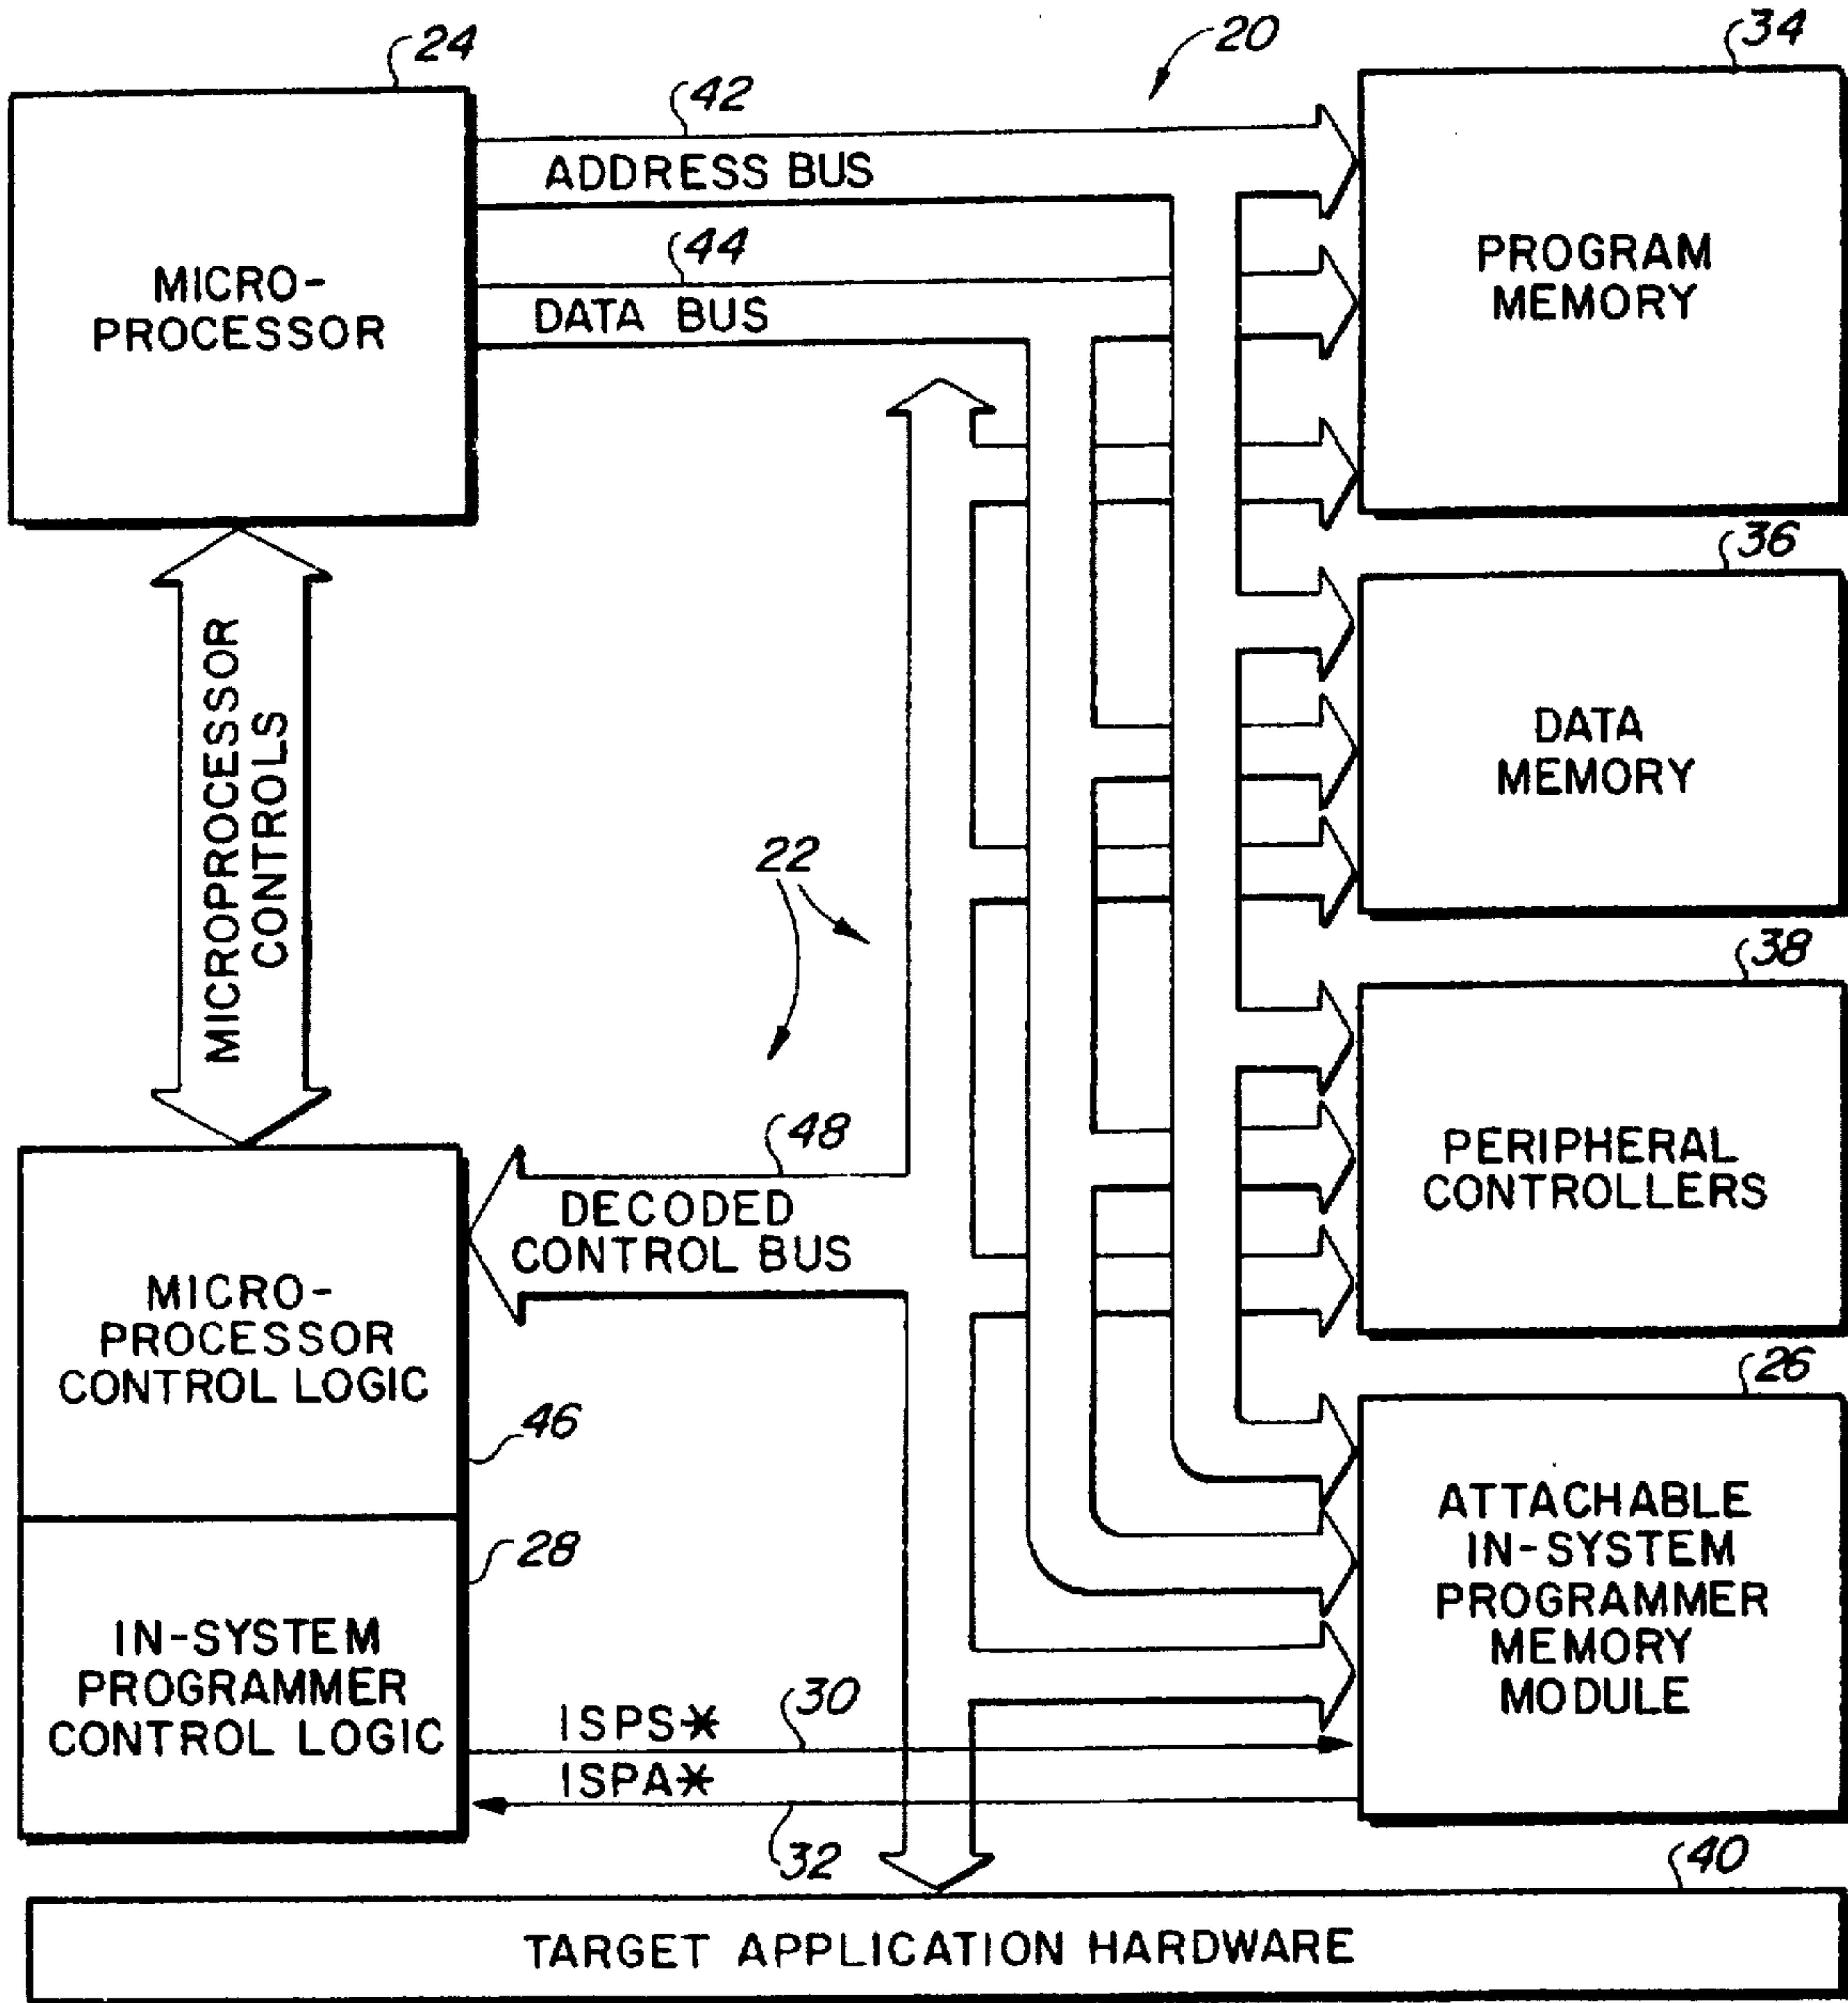 24
20
34
42
ADDRESS BUS
44
DATA BUS
MICRO-
PROCESSOR
PROGRAM
MEMORY
36
DATA
MEMORY
MICROPROCESSOR
CONTROLS
22
38
PERIPHERAL
CONTROLLERS
48
DECODED
CONTROL BUS
MICRO-
PROCESSOR
CONTROL LOGIC
46
26
ATTACHABLE
IN-SYSTEM
PROGRAMMER
MEMORY
MODULE
28
IN-SYSTEM
PROGRAMMER
CONTROL LOGIC
ISPS*
30
ISPA*
32
40
TARGET APPLICATION HARDWARE